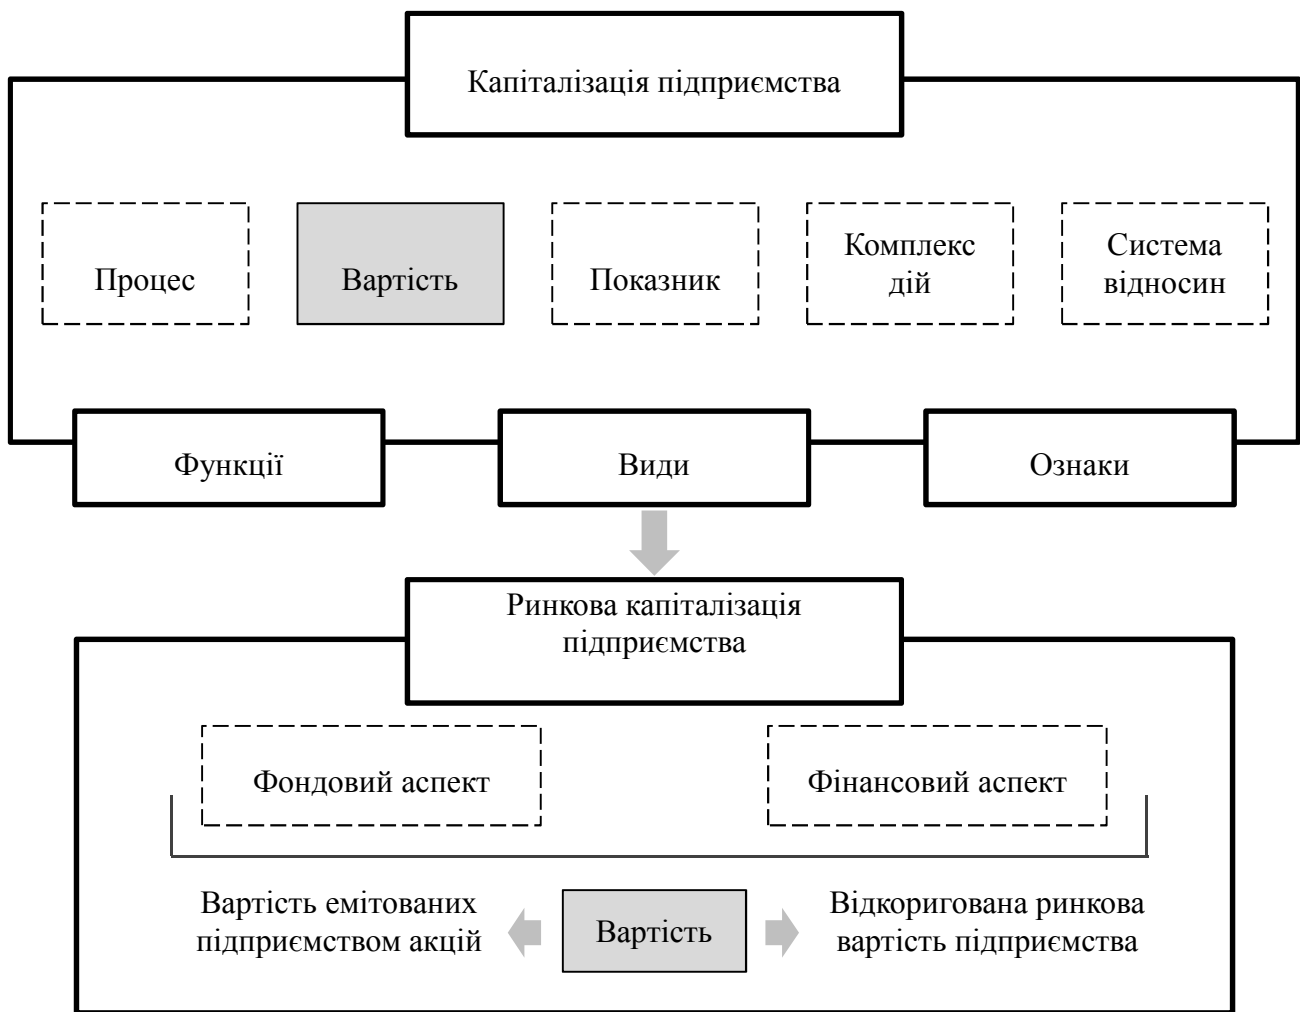 Капіталізація підприємства
Процес
Вартість
Показник
Комплекс
дій
Система
відносин
Функції
Види
Ознаки
Ринкова капіталізація
підприємства
Фондовий аспект
Фінансовий аспект
Вартість емітованих
підприємством акцій
Вартість
Відкоригована ринкова
вартість підприємства